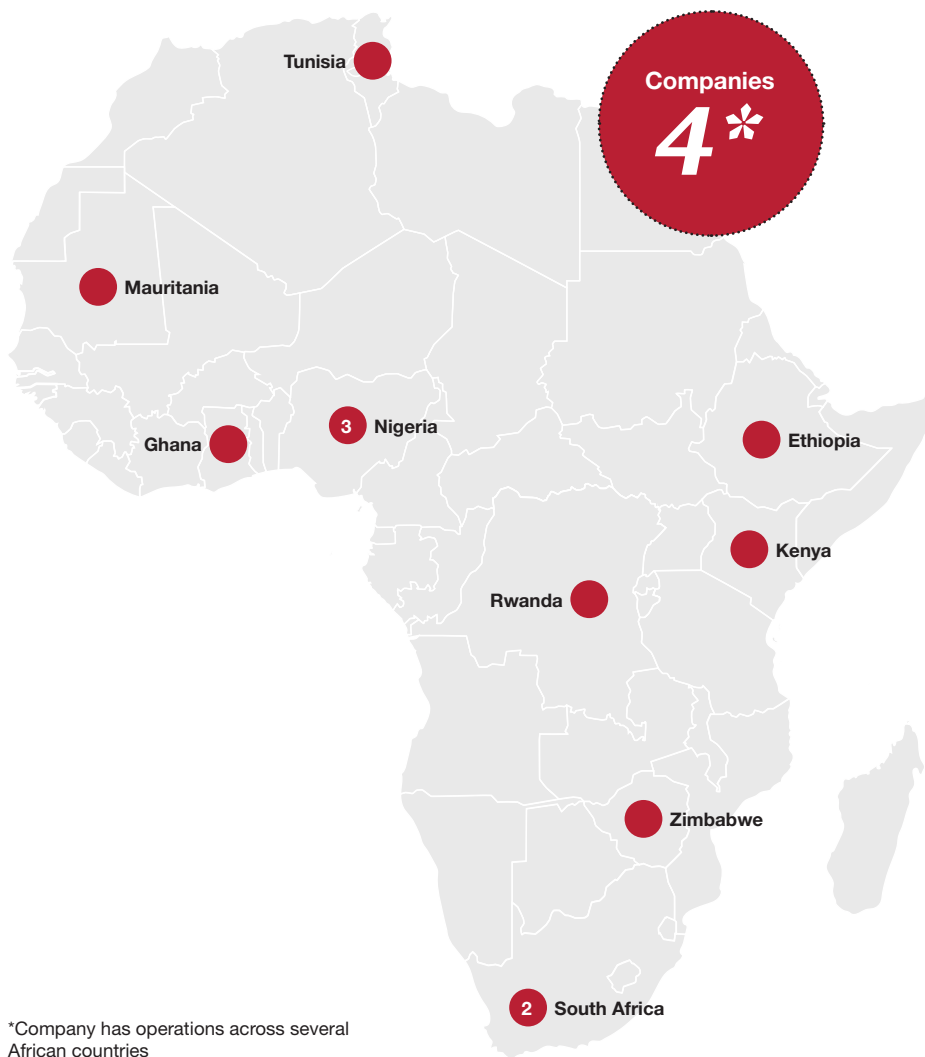 Tunisia
Companies
4*
Mauritania
3 Nigeria
Ghana
Ethiopia
Kenya
Rwanda
Zimbabwe
2 South Africa
*Company has operations across several
African countries